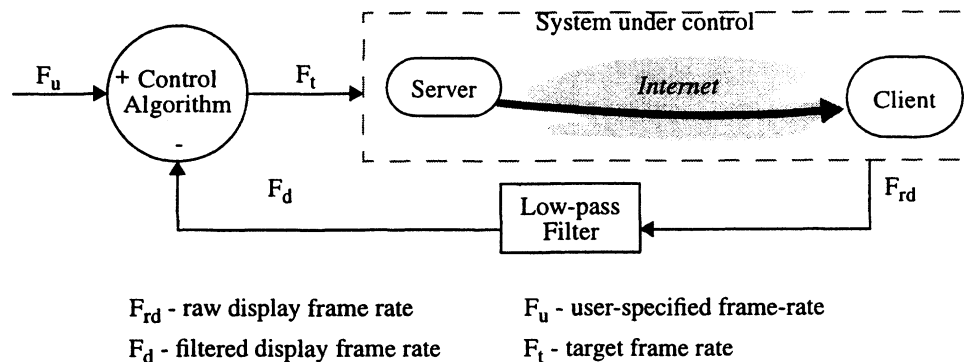 System under control
F_u
+ Control
Algorithm
-
F_t
Server
Internet
Client
F_d
Low-pass
Filter
F_rd
F_rd - raw display frame rate
F_u - user-specified frame-rate
F_d - filtered display frame rate
F_t - target frame rate